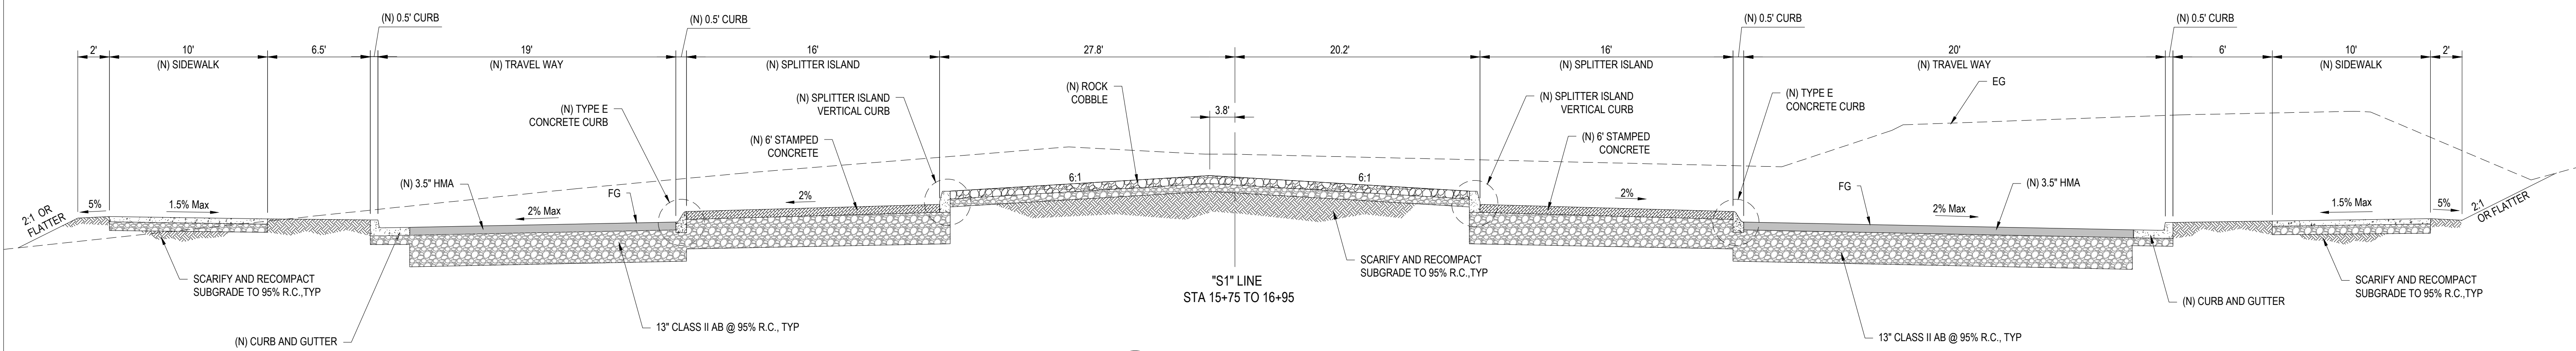 (N) 0.5' CURB
(N) 0.5' CURB
(N) 0.5' CURB
(N) 0.5' CURB
2'
10'
6.5'
19'
16'
27.8'
20.2'
16'
20'
6'
10'
2'
(N) SIDEWALK
(N) TRAVEL WAY
(N) SPLITTER ISLAND
(N) SPLITTER ISLAND
(N) TRAVEL WAY
(N) SIDEWALK
EG
(N) TYPE E
CONCRETE CURB
(N) SPLITTER ISLAND
VERTICAL CURB
(N) ROCK
COBBLE
3.8'
(N) SPLITTER ISLAND
VERTICAL CURB
(N) TYPE E
CONCRETE CURB
(N) 6' STAMPED
CONCRETE
(N) 6' STAMPED
CONCRETE
(N) 3.5" HMA
FG
6:1
6:1
FG
(N) 3.5" HMA
2:1 OR
FLATTER
5%
1.5% Max
2% Max
2%
2%
2% Max
1.5% Max
5%
2:1
OR FLATTER
SCARIFY AND RECOMPACT
SUBGRADE TO 95% R.C.,TYP
SCARIFY AND RECOMPACT
SUBGRADE TO 95% R.C.,TYP
SCARIFY AND RECOMPACT
SUBGRADE TO 95% R.C.,TYP
"S1" LINE
STA 15+75 TO 16+95
(N) CURB AND GUTTER
13" CLASS II AB @ 95% R.C., TYP
13" CLASS II AB @ 95% R.C., TYP
(N) CURB AND GUTTER